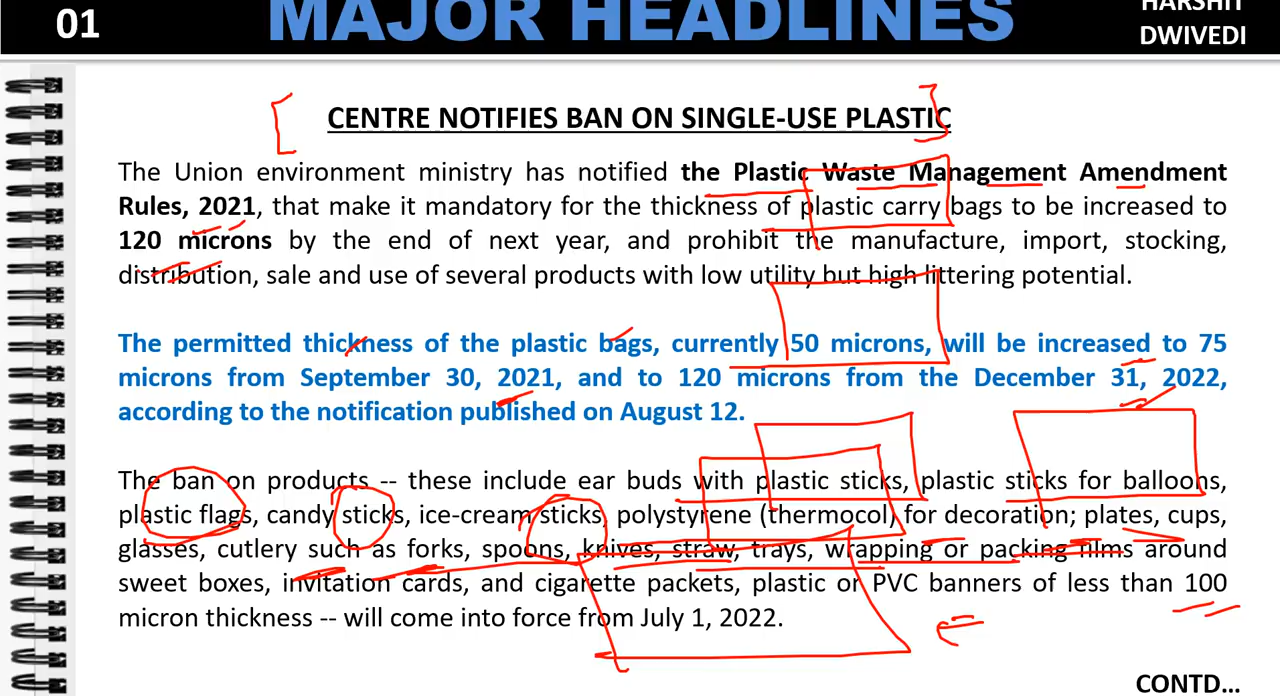 01
MAJOR HEADLINES
HARSHIT
DWIVEDI
CENTRE NOTIFIES BAN ON SINGLE-USE PLASTIC
The Union environment ministry has notified the Plastic Waste Management Amendment
Rules, 2021, that make it mandatory for the thickness of plastic carry bags to be increased to
120 microns by the end of next year, and prohibit the manufacture, import, stocking,
distribution, sale and use of several products with low utility but high littering potential.
The permitted thickness of the plastic bags, currently 50 microns, will be increased to 75
microns from September 30, 2021, and to 120 microns from the December 31, 2022,
according to the notification published on August 12.
The ban on products -- these include ear buds with plastic sticks, plastic sticks for balloons,
plastic flags, candy sticks, ice-cream sticks, polystyrene (thermocol) for decoration; plates, cups,
glasses, cutlery such as forks, spoons, knives, straw, trays, wrapping or packing films around
sweet boxes, invitation cards, and cigarette packets, plastic or PVC banners of less than 100
micron thickness -- will come into force from July 1, 2022.
CONTD...